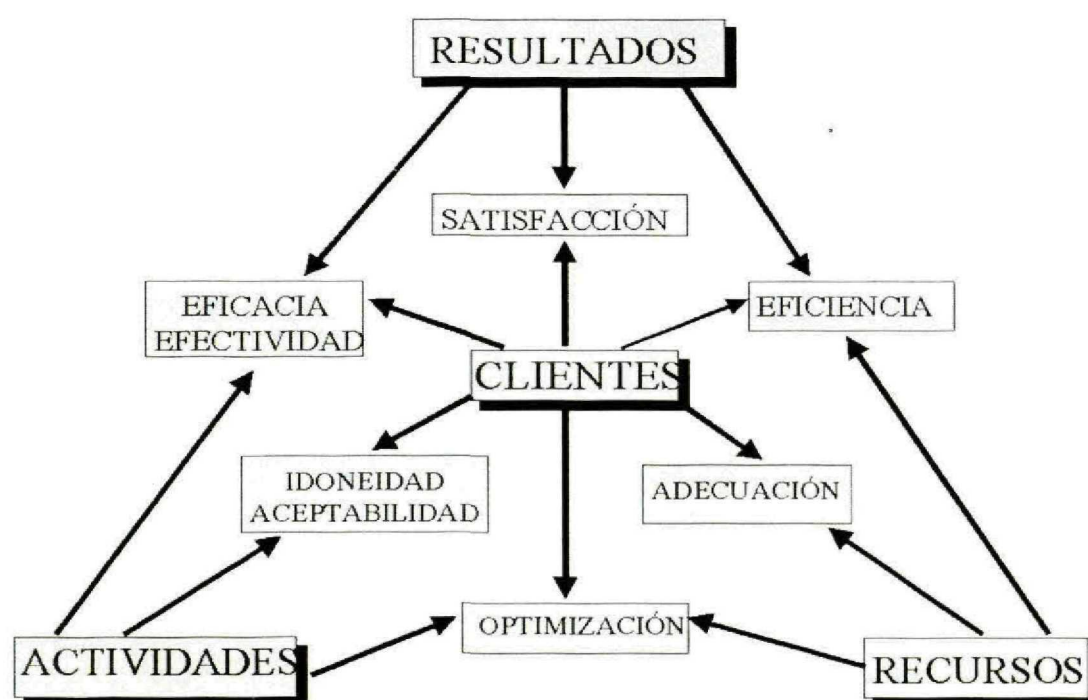 RESULTADOS
SATISFACCIÓN
EFICACIA
EFECTIVIDAD
EFICIENCIA
CLIENTES
IDONEIDAD
ACEPTABILIDAD
ADECUACIÓN
OPTIMIZACIÓN
ACTIVIDADES
RECURSOS